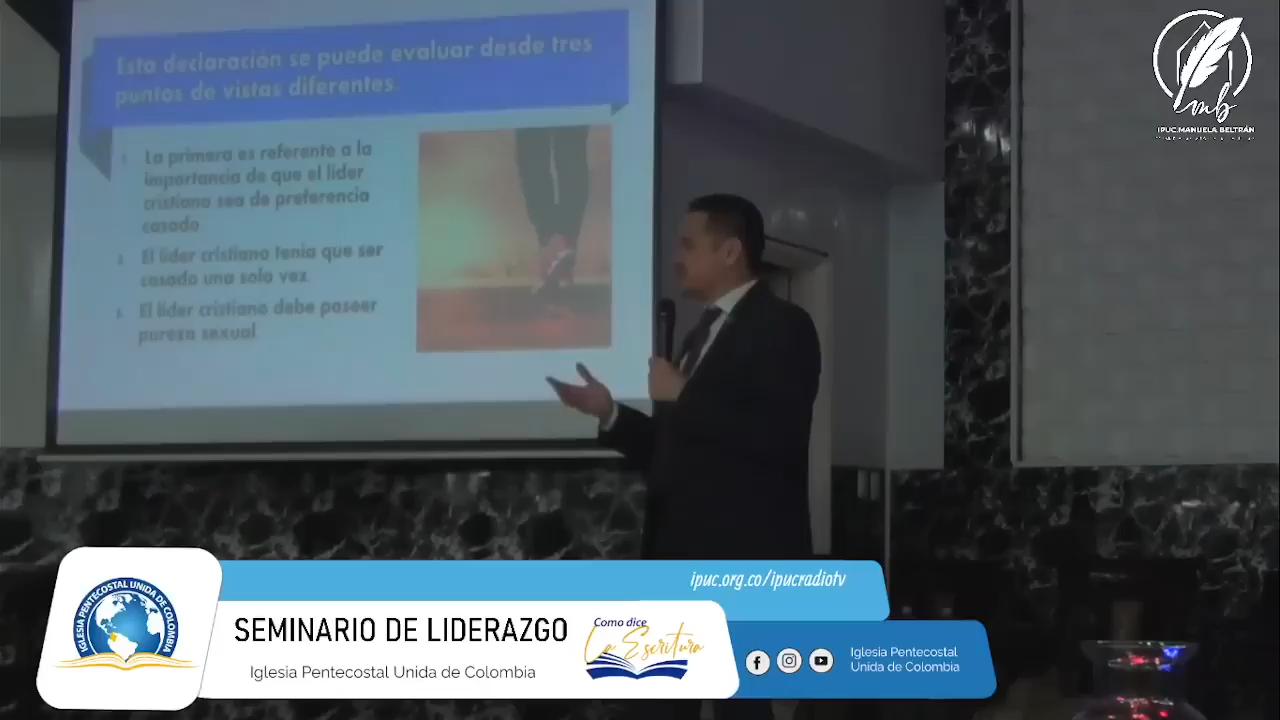 Esta declaración se puede evaluar desde tres
puntos de vistas diferentes.
La primera es referente a la
importancia de que el líder
cristiano sea de preferencia
casado
El líder cristiano tenía que ser
casado una sola vez.
El líder cristiano debe poseer
pureza sexual
mb
IPUC.MANUELA BELTRÁN
ipuc.org.co/ipucradiotv
IGLESIA PENTECOSTAL UNIDA DE COLOMBIA
SEMINARIO DE LIDERAZGO
Iglesia Pentecostal Unida de Colombia
Como dice
La Escritura
Iglesia Pentecostal
Unida de Colombia